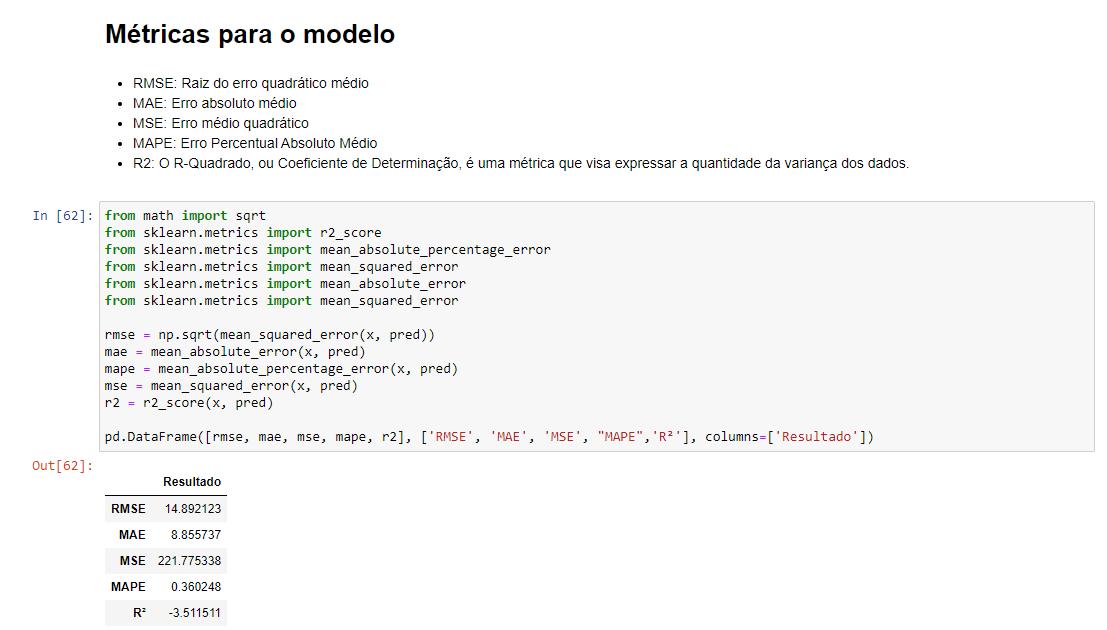 Métricas para o modelo
• RMSE: Raiz do erro quadrático médio
• MAE: Erro absoluto médio
• MSE: Erro médio quadrático
• MAPE: Erro Percentual Absoluto Médio
• R2: O R-Quadrado, ou Coeficiente de Determinação, é uma métrica que visa expressar a quantidade da variança dos dados.
In [62]:
from math import sqrt
from sklearn.metrics import r2_score
from sklearn.metrics import mean_absolute_percentage_error
from sklearn.metrics import mean_squared_error
from sklearn.metrics import mean_absolute_error
from sklearn.metrics import mean_squared_error
rmse = np.sqrt(mean_squared_error(x, pred))
mae = mean_absolute_error(x, pred)
mape = mean_absolute_percentage_error(x, pred)
mse = mean_squared_error(x, pred)
r2 = r2_score(x, pred)
pd.DataFrame([rmse, mae, mse, mape, r2], ['RMSE', 'MAE', 'MSE', "MAPE",'R²'], columns=['Resultado'])
Out[62]:
Resultado
RMSE 14.892123
MAE 8.855737
MSE 221.775338
MAPE 0.360248
R² -3.511511